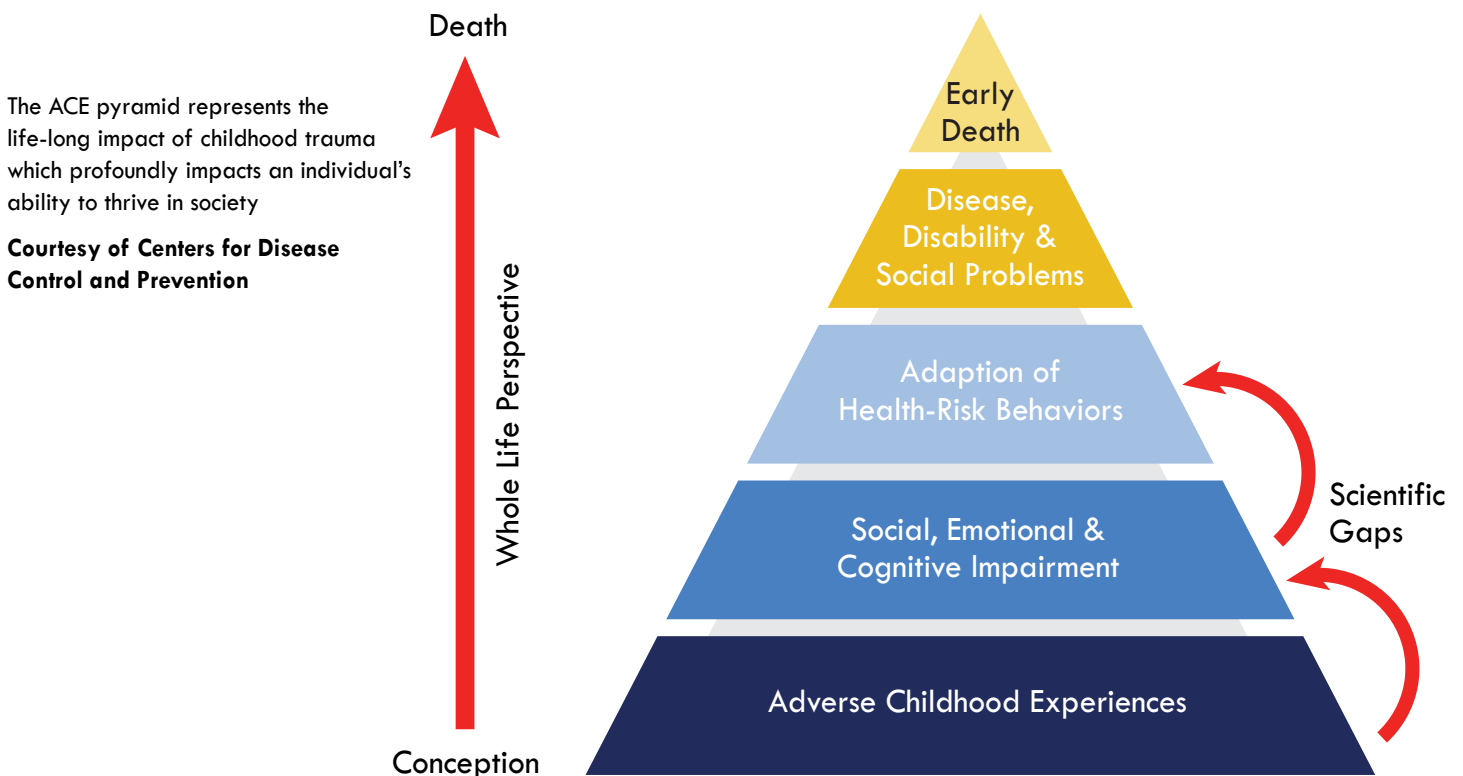 Death
The ACE pyramid represents the
life-long impact of childhood trauma
which profoundly impacts an individual's
ability to thrive in society
Courtesy of Centers for Disease
Control and Prevention
Whole Life Perspective
Conception
Early
Death
Disease,
Disability &
Social Problems
Adaption of
Health-Risk Behaviors
Social, Emotional &
Cognitive Impairment
Adverse Childhood Experiences
Scientific
Gaps